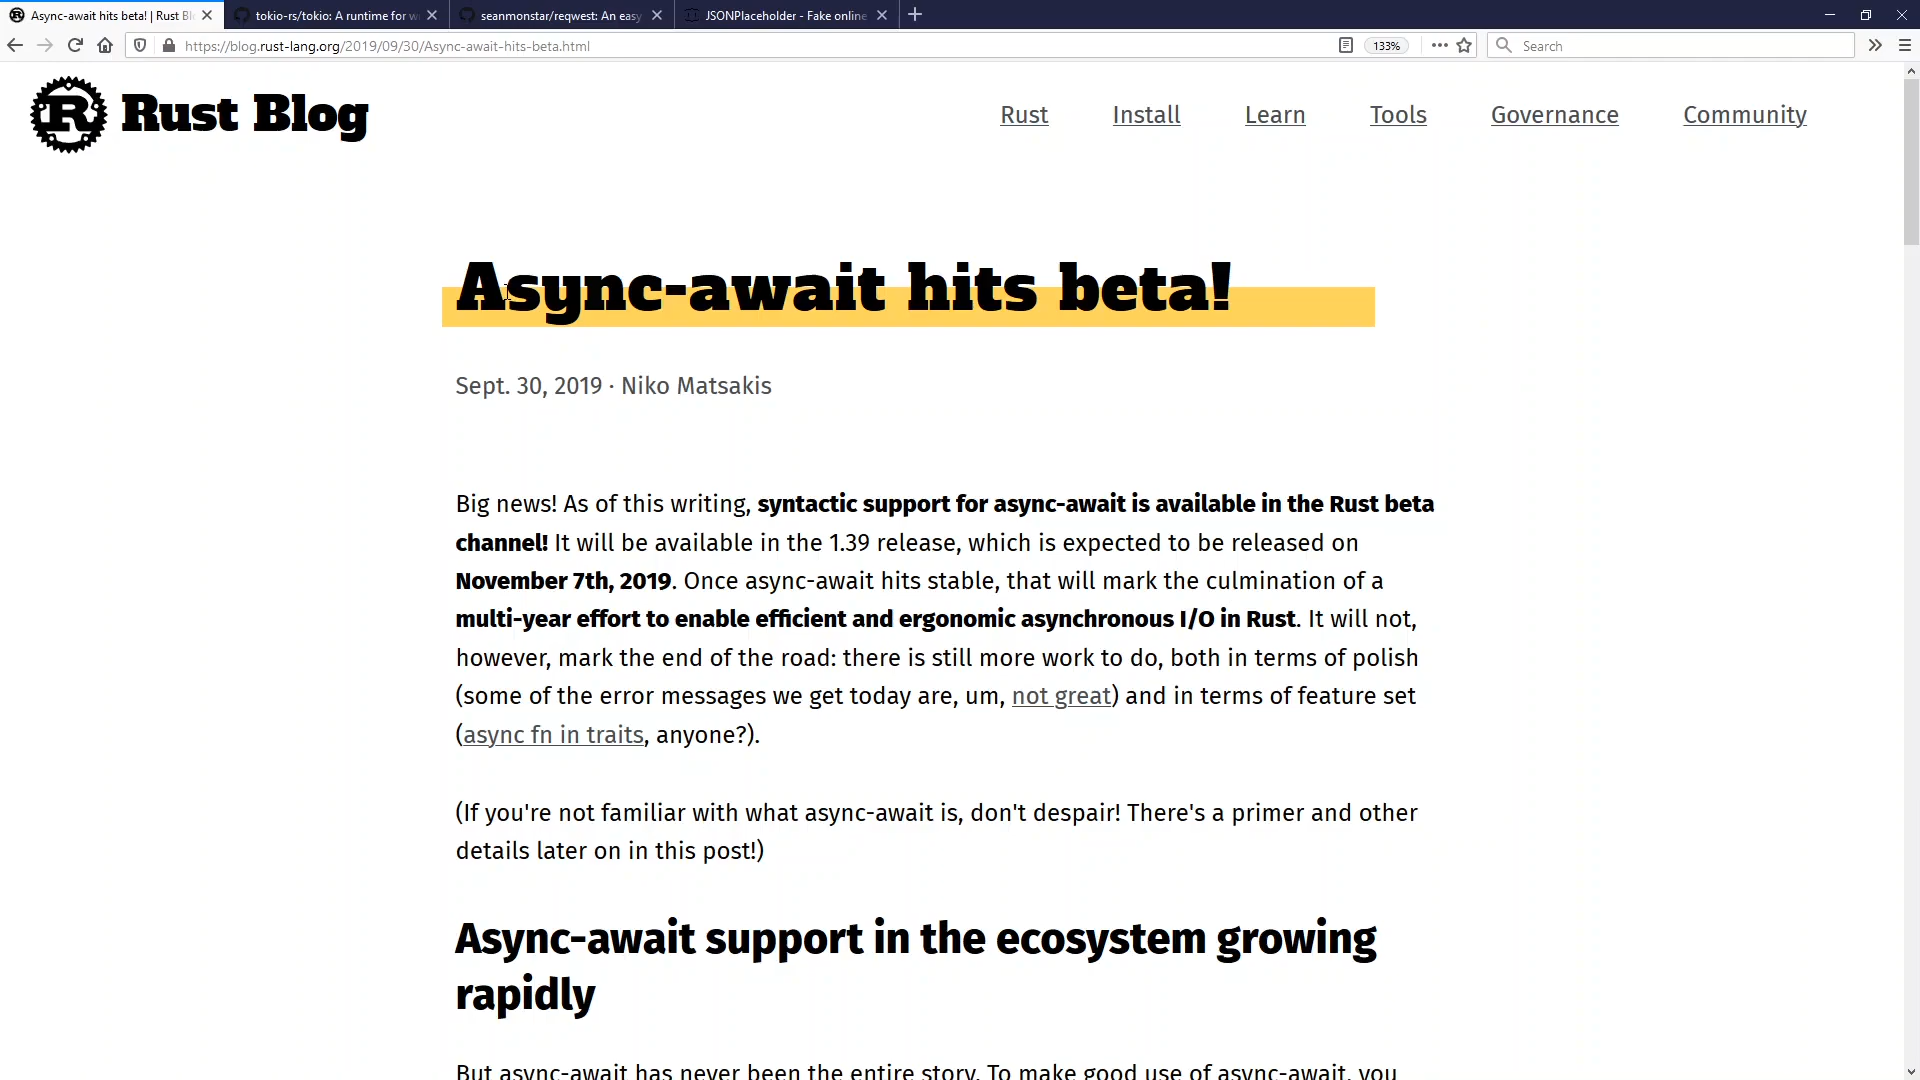 Async-await hits beta! | Rust Bl
tokio-rs/tokio: A runtime for w
seanmonstar/reqwest: An easy
JSONPlaceholder - Fake online
https://blog.rust-lang.org/2019/09/30/Async-await-hits-beta.html
133%
Search
R Rust Blog
Rust Install Learn Tools Governance Community
Async-await hits beta!
Sept. 30, 2019 · Niko Matsakis
Big news! As of this writing, syntactic support for async-await is available in the Rust beta
channel! It will be available in the 1.39 release, which is expected to be released on
November 7th, 2019. Once async-await hits stable, that will mark the culmination of a
multi-year effort to enable efficient and ergonomic asynchronous I/O in Rust. It will not,
however, mark the end of the road: there is still more work to do, both in terms of polish
(some of the error messages we get today are, um, not great) and in terms of feature set
(async fn in traits, anyone?).
(If you're not familiar with what async-await is, don't despair! There's a primer and other
details later on in this post!)
Async-await support in the ecosystem growing
rapidly
But async-await has never been the entire story. To make good use of async-await, you